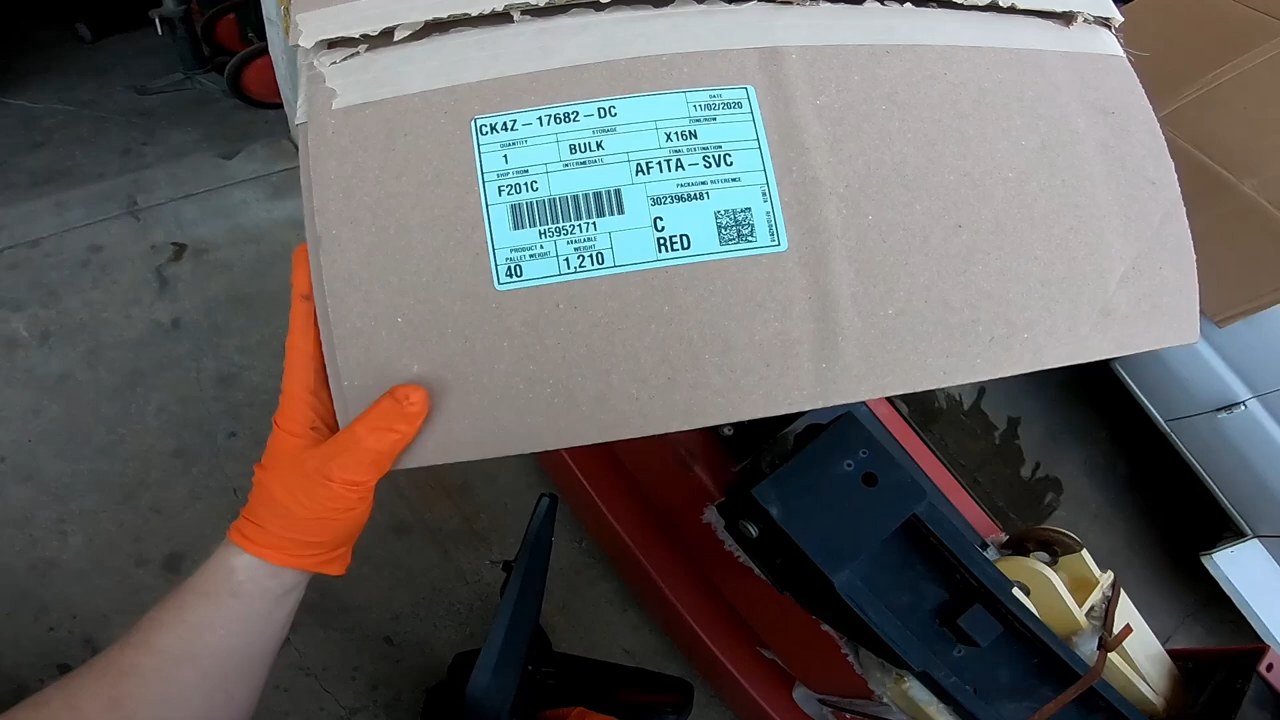 CK4Z-17682-DC
DATE
11/02/2020
QUANTITY
1
STORAGE
BULK
ZONE/ROW
X16N
SHIP FROM
F201C
INTERMEDIATE
FINAL DESTINATION
AF1TA-SVC
H5952171
PACKAGING REFERENCE
3023968481
C
RED
PRODUCT & PALLET WEIGHT
40
AVAILABLE WEIGHT
1,210